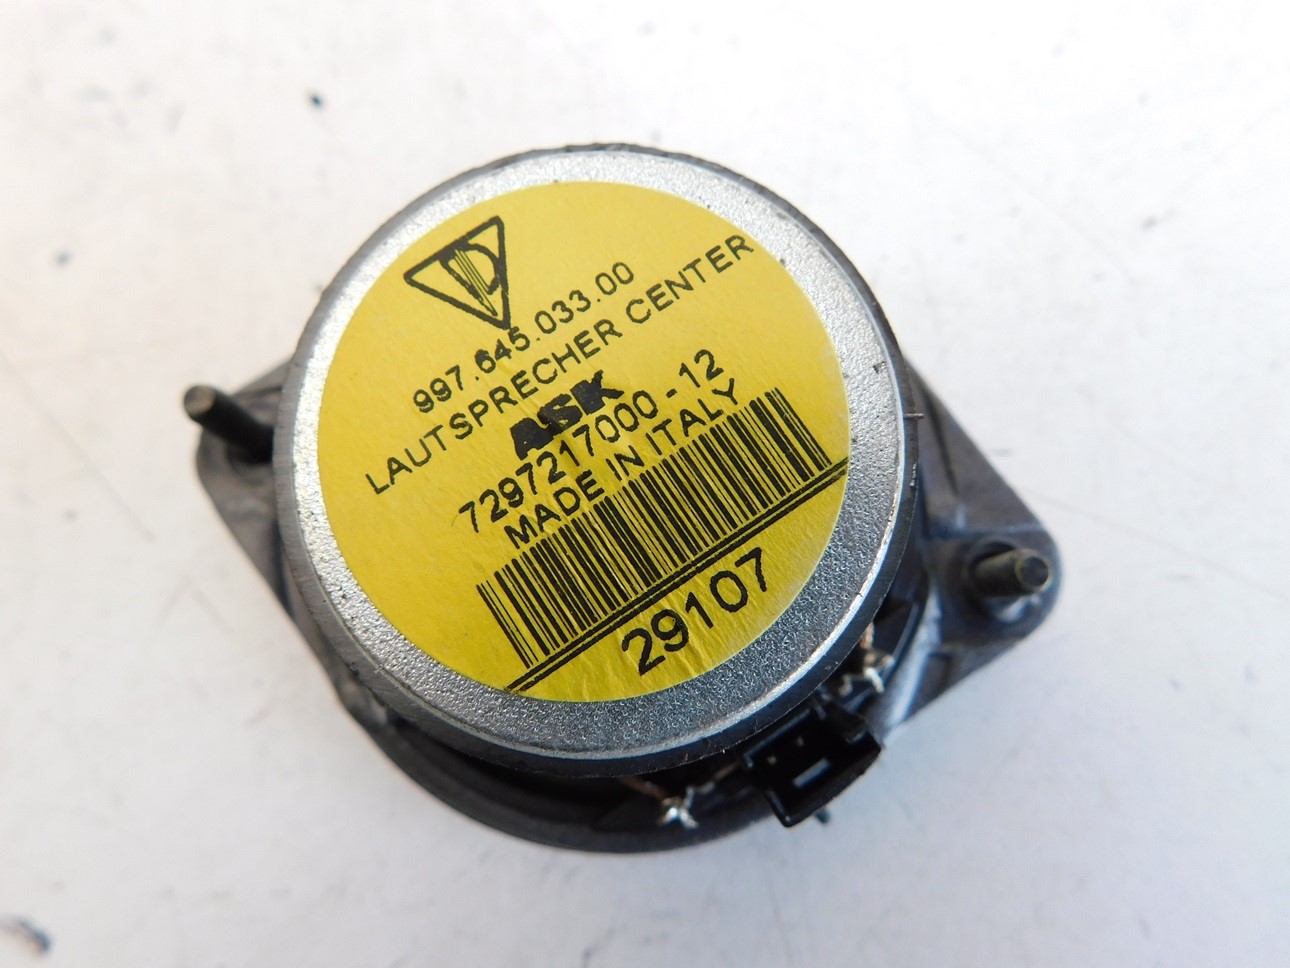 997.645.033.00
LAUTSPRECHER CENTER
ASK
7297217000-12
MADE IN ITALY
29107